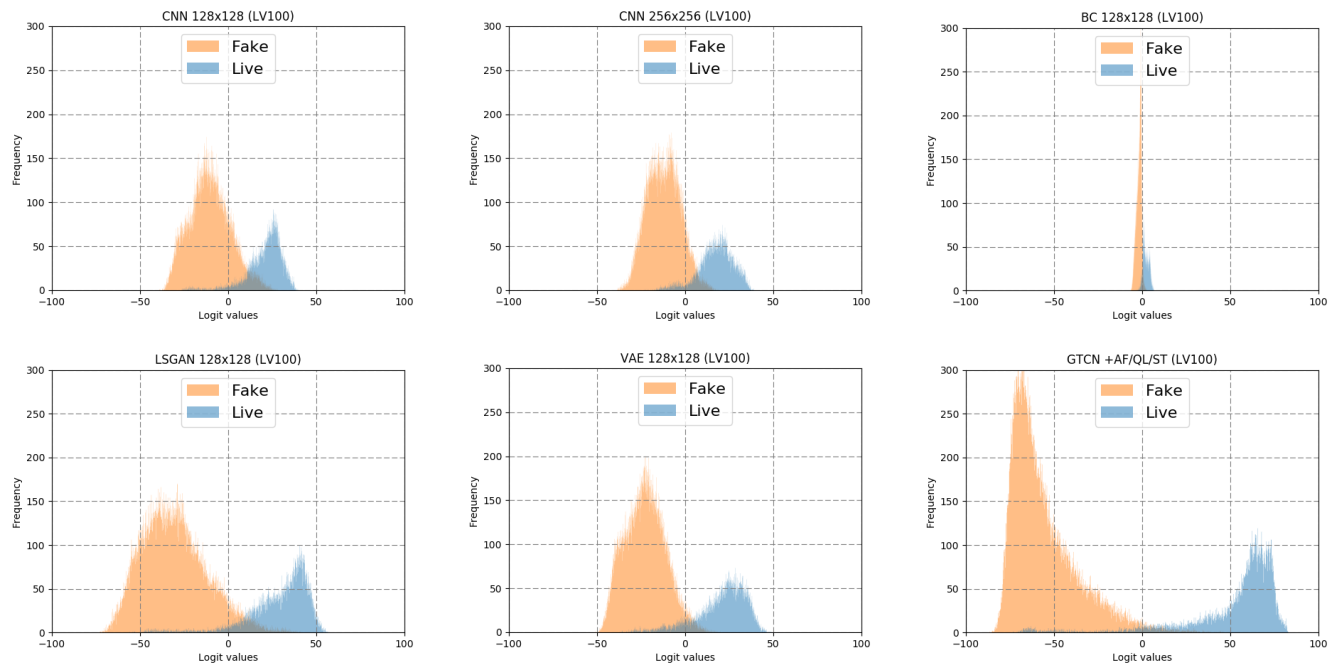 CNN 128x128 (LV100)
300
250
200
150
100
50
0
Frequency
Fake
Live
−100
−50
0
50
100
Logit values
CNN 256x256 (LV100)
300
250
200
150
100
50
0
Frequency
Fake
Live
−100
−50
0
50
100
Logit values
BC 128x128 (LV100)
300
250
200
150
100
50
0
Frequency
Fake
Live
−100
−50
0
50
100
Logit values
LSGAN 128x128 (LV100)
300
250
200
150
100
50
0
Frequency
Fake
Live
−100
−50
0
50
100
Logit values
VAE 128x128 (LV100)
300
250
200
150
100
50
0
Frequency
Fake
Live
−100
−50
0
50
100
Logit values
GTCN +AF/QL/ST (LV100)
300
250
200
150
100
50
0
Frequency
Fake
Live
−100
−50
0
50
100
Logit values